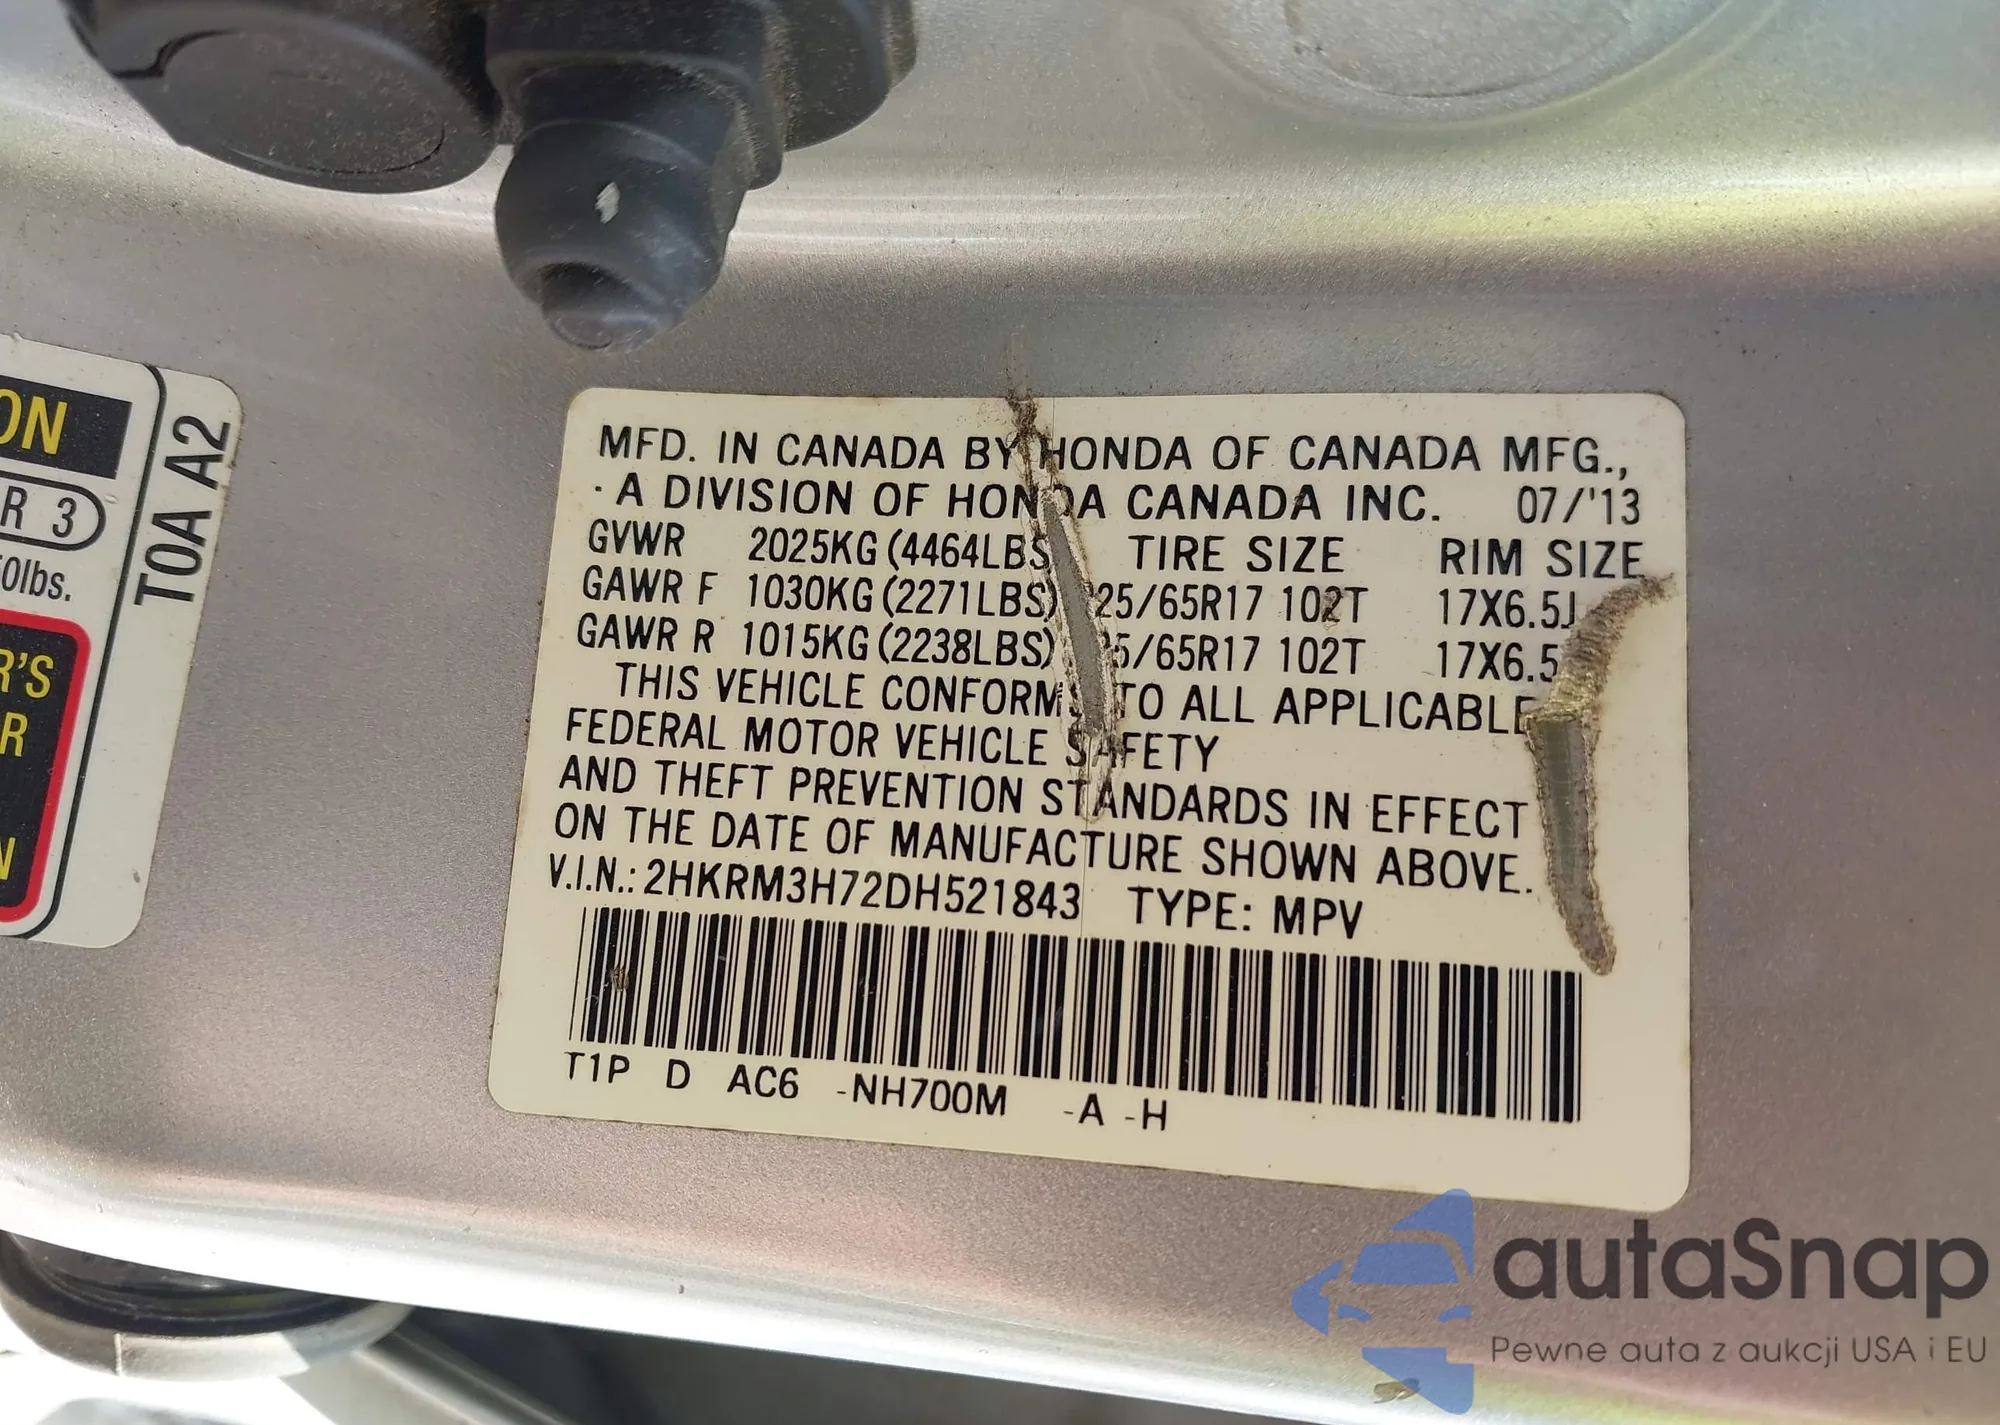 ON
R 3
0lbs.
R'S
R
N
T0A A2
MFD. IN CANADA BY HONDA OF CANADA MFG.,
A DIVISION OF HONDA CANADA INC. 07/'13
GVWR 2025KG (4464LBS TIRE SIZE RIM SIZE
GAWR F 1030KG (2271LBS) 25/65R17 102T 17X6.5J
GAWR R 1015KG (2238LBS) 5/65R17 102T 17X6.5
THIS VEHICLE CONFORMS TO ALL APPLICABLE
FEDERAL MOTOR VEHICLE SAFETY
AND THEFT PREVENTION STANDARDS IN EFFECT
ON THE DATE OF MANUFACTURE SHOWN ABOVE.
V.I.N.: 2HKRM3H72DH521843 TYPE: MPV
T1P D AC6 -NH700M -A -H
autaSnap
Pewne auta z aukcji USA i EU